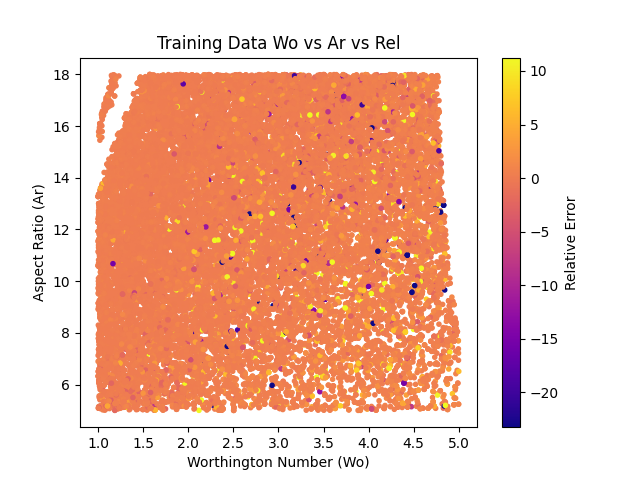 Training Data Wo vs Ar vs Rel
Aspect Ratio (Ar)
18
16
14
12
10
8
6
1.0 1.5 2.0 2.5 3.0 3.5 4.0 4.5 5.0
Worthington Number (Wo)
10
5
0
−5
−10
−15
−20
Relative Error